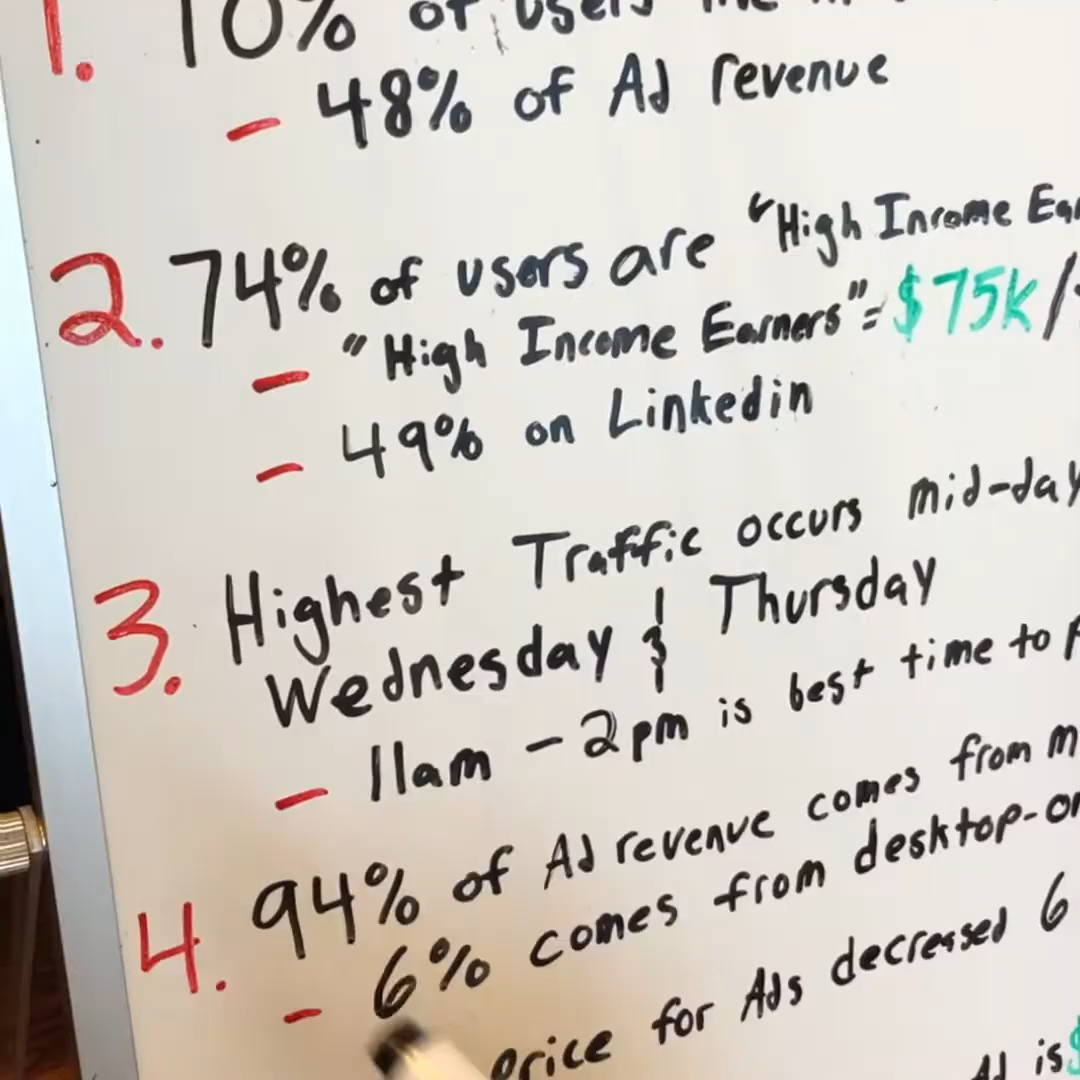 1. 10% of users
- 48% of Ad revenue
2. 74% of users are "High Income
- "High Income Earners" = $75k/
- 49% on Linkedin
3. Highest Traffic occurs mid-day
Wednesday & Thursday
- 11am - 2pm is best time to
4. 94% of Ad revenue comes from
- 6% comes from desktop-
price for Ads decreased 6
Ad is $